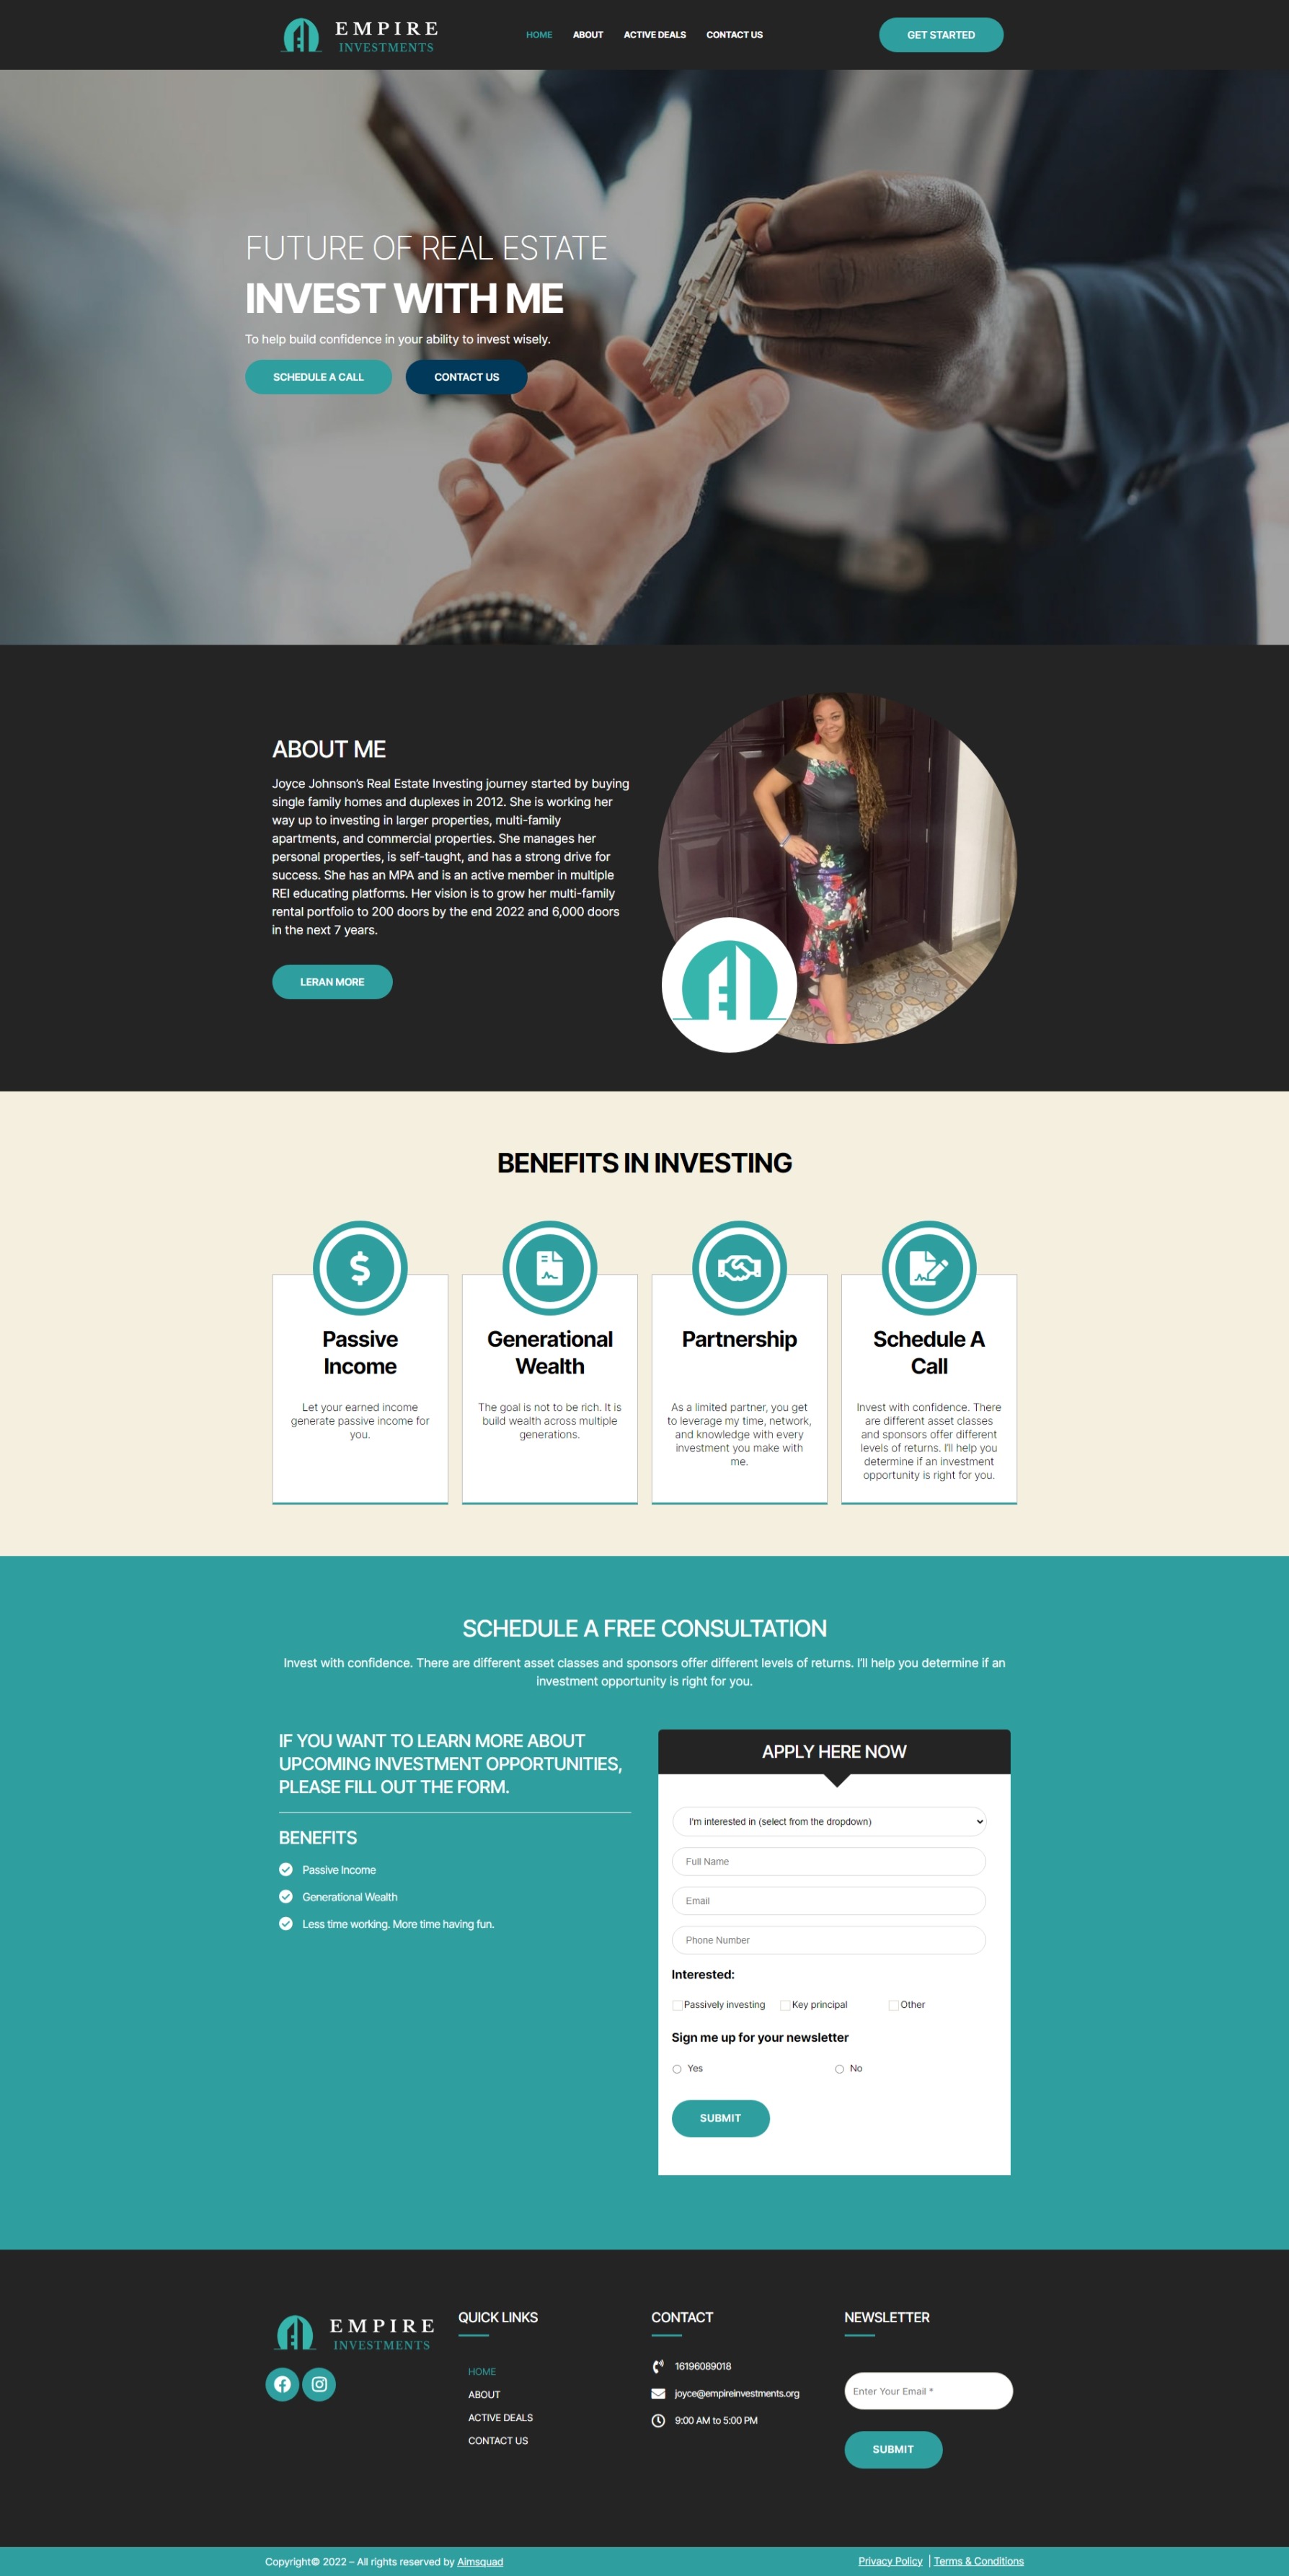 EMPIRE
INVESTMENTS
HOME ABOUT ACTIVE DEALS CONTACT US
GET STARTED
FUTURE OF REAL ESTATE
INVEST WITH ME
To help build confidence in your ability to invest wisely.
SCHEDULE A CALL
CONTACT US
ABOUT ME
Joyce Johnson's Real Estate Investing journey started by buying
single family homes and duplexes in 2012. She is working her
way up to investing in larger properties, multi-family
apartments, and commercial properties. She manages her
personal properties, is self-taught, and has a strong drive for
success. She has an MPA and is an active member in multiple
REI educating platforms. Her vision is to grow her multi-family
rental portfolio to 200 doors by the end 2022 and 6,000 doors
in the next 7 years.
LERAN MORE
BENEFITS IN INVESTING
Passive
Income
Let your earned income
generate passive income for
you.
Generational
Wealth
The goal is not to be rich. It is
build wealth across multiple
generations.
Partnership
As a limited partner, you get
to leverage my time, network,
and knowledge with every
investment you make with
me.
Schedule A
Call
Invest with confidence. There
are different asset classes
and sponsors offer different
levels of returns. I'll help you
determine if an investment
opportunity is right for you.
SCHEDULE A FREE CONSULTATION
Invest with confidence. There are different asset classes and sponsors offer different levels of returns. I'll help you determine if an
investment opportunity is right for you.
IF YOU WANT TO LEARN MORE ABOUT
UPCOMING INVESTMENT OPPORTUNITIES,
PLEASE FILL OUT THE FORM.
BENEFITS
Passive Income
Generational Wealth
Less time working. More time having fun.
APPLY HERE NOW
I'm interested in (select from the dropdown)
Full Name
Email
Phone Number
Interested:
Passively investing Key principal Other
Sign me up for your newsletter
Yes No
SUBMIT
EMPIRE
INVESTMENTS
QUICK LINKS
HOME
ABOUT
ACTIVE DEALS
CONTACT US
CONTACT
16196089018
joyce@empireinvestments.org
9:00 AM to 5:00 PM
NEWSLETTER
Enter Your Email *
SUBMIT
Copyright© 2022 – All rights reserved by Aimsquad
Privacy Policy | Terms & Conditions